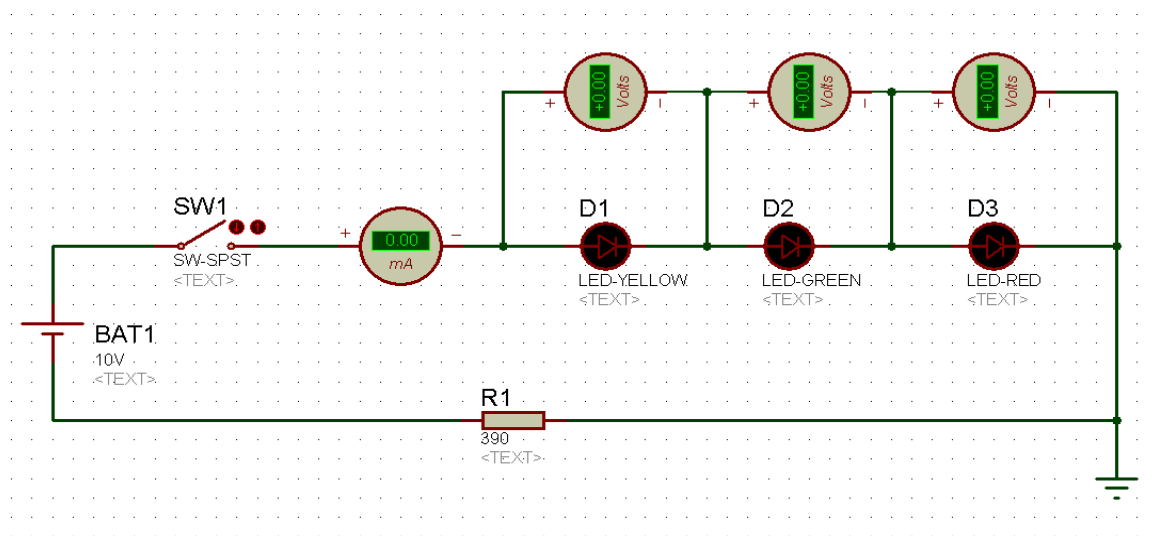 +0.00 Volts
+0.00 Volts
+0.00 Volts
SW1
SW-SPST
<TEXT>
0.00
mA
D1
LED-YELLOW
<TEXT>
D2
LED-GREEN
<TEXT>
D3
LED-RED
<TEXT>
BAT1
10V
<TEXT>
R1
390
<TEXT>